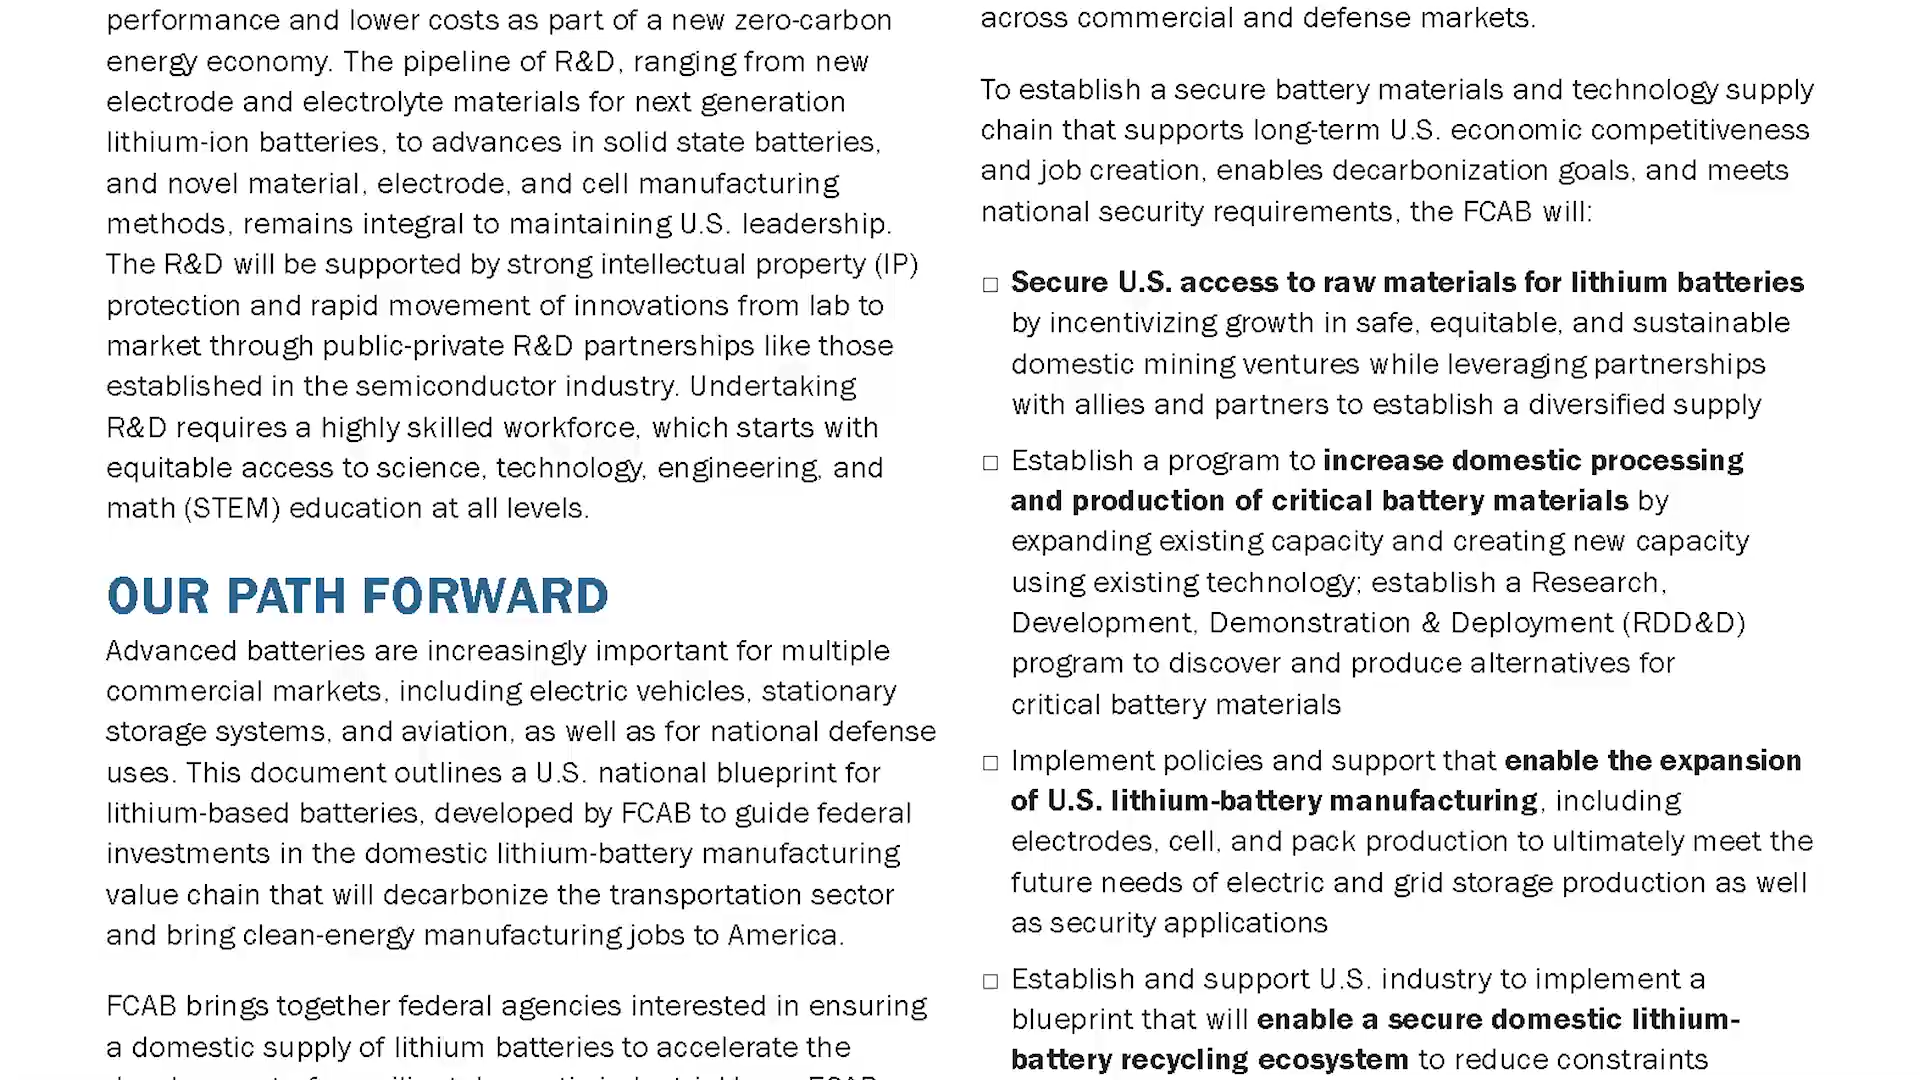 performance and lower costs as part of a new zero-carbon
energy economy. The pipeline of R&D, ranging from new
electrode and electrolyte materials for next generation
lithium-ion batteries, to advances in solid state batteries,
and novel material, electrode, and cell manufacturing
methods, remains integral to maintaining U.S. leadership.
The R&D will be supported by strong intellectual property (IP)
protection and rapid movement of innovations from lab to
market through public-private R&D partnerships like those
established in the semiconductor industry. Undertaking
R&D requires a highly skilled workforce, which starts with
equitable access to science, technology, engineering, and
math (STEM) education at all levels.
OUR PATH FORWARD
Advanced batteries are increasingly important for multiple
commercial markets, including electric vehicles, stationary
storage systems, and aviation, as well as for national defense
uses. This document outlines a U.S. national blueprint for
lithium-based batteries, developed by FCAB to guide federal
investments in the domestic lithium-battery manufacturing
value chain that will decarbonize the transportation sector
and bring clean-energy manufacturing jobs to America.
FCAB brings together federal agencies interested in ensuring
a domestic supply of lithium batteries to accelerate the
across commercial and defense markets.
To establish a secure battery materials and technology supply
chain that supports long-term U.S. economic competitiveness
and job creation, enables decarbonization goals, and meets
national security requirements, the FCAB will:
□ Secure U.S. access to raw materials for lithium batteries
by incentivizing growth in safe, equitable, and sustainable
domestic mining ventures while leveraging partnerships
with allies and partners to establish a diversified supply
□ Establish a program to increase domestic processing
and production of critical battery materials by
expanding existing capacity and creating new capacity
using existing technology; establish a Research,
Development, Demonstration & Deployment (RDD&D)
program to discover and produce alternatives for
critical battery materials
□ Implement policies and support that enable the expansion
of U.S. lithium-battery manufacturing, including
electrodes, cell, and pack production to ultimately meet the
future needs of electric and grid storage production as well
as security applications
□ Establish and support U.S. industry to implement a
blueprint that will enable a secure domestic lithium-
battery recycling ecosystem to reduce constraints